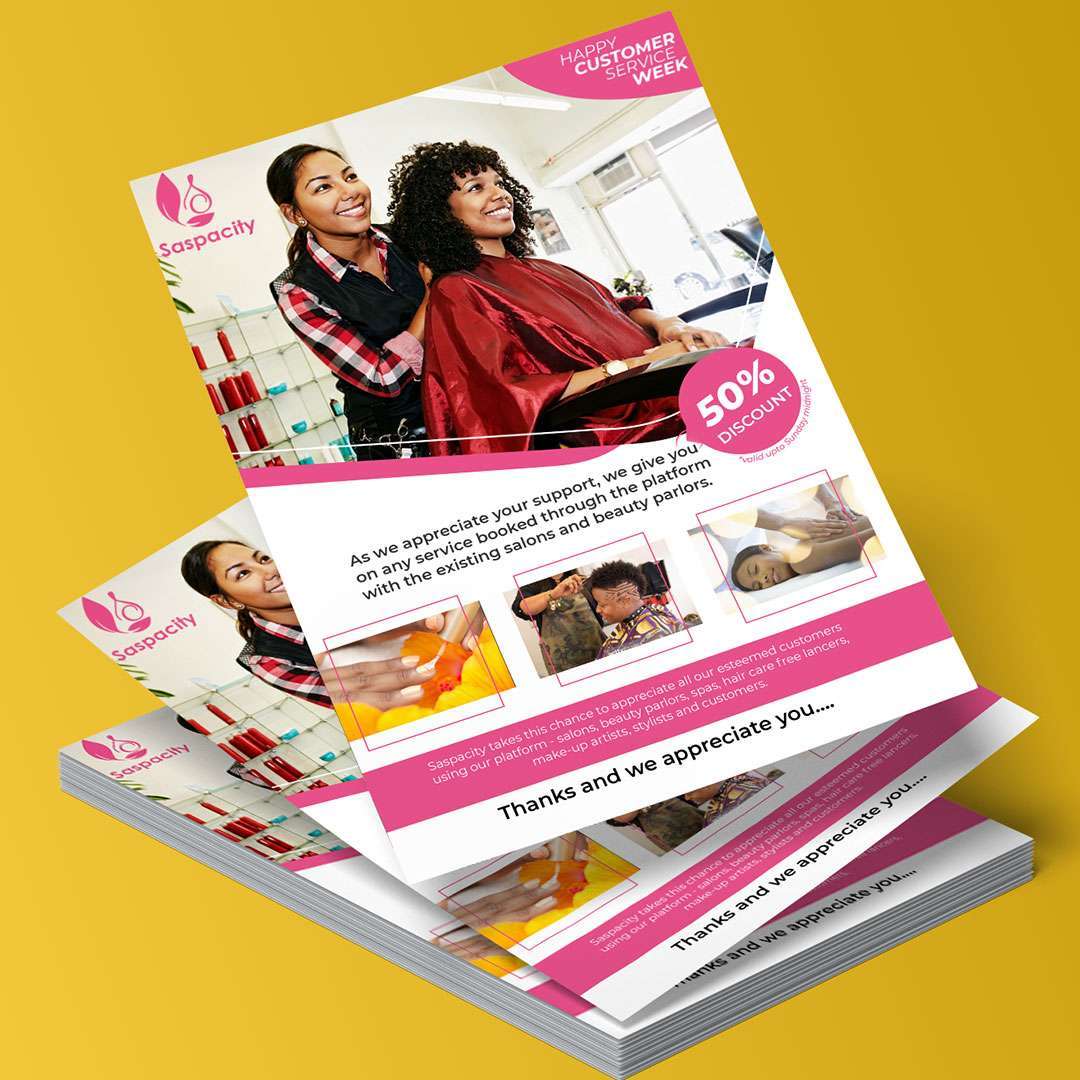 HAPPY
CUSTOMER
SERVICE
WEEK
Saspacity
50%
DISCOUNT
*Valid upto Sunday midnight
As we appreciate your support, we give you
on any service booked through the platform
with the existing salons and beauty parlors.
Saspacity takes this chance to appreciate all our esteemed customers
using our platform - salons, beauty parlors, spas, hair care free lancers,
make-up artists, stylists and customers.
Thanks and we appreciate you....
Saspacity
Saspacity takes this chance to appreciate all our esteemed customers
using our platform - salons, beauty parlors, spas, hair care free lancers,
make-up artists, stylists and customers.
Thanks and we appreciate you....
Saspacity
and we appreciate you....